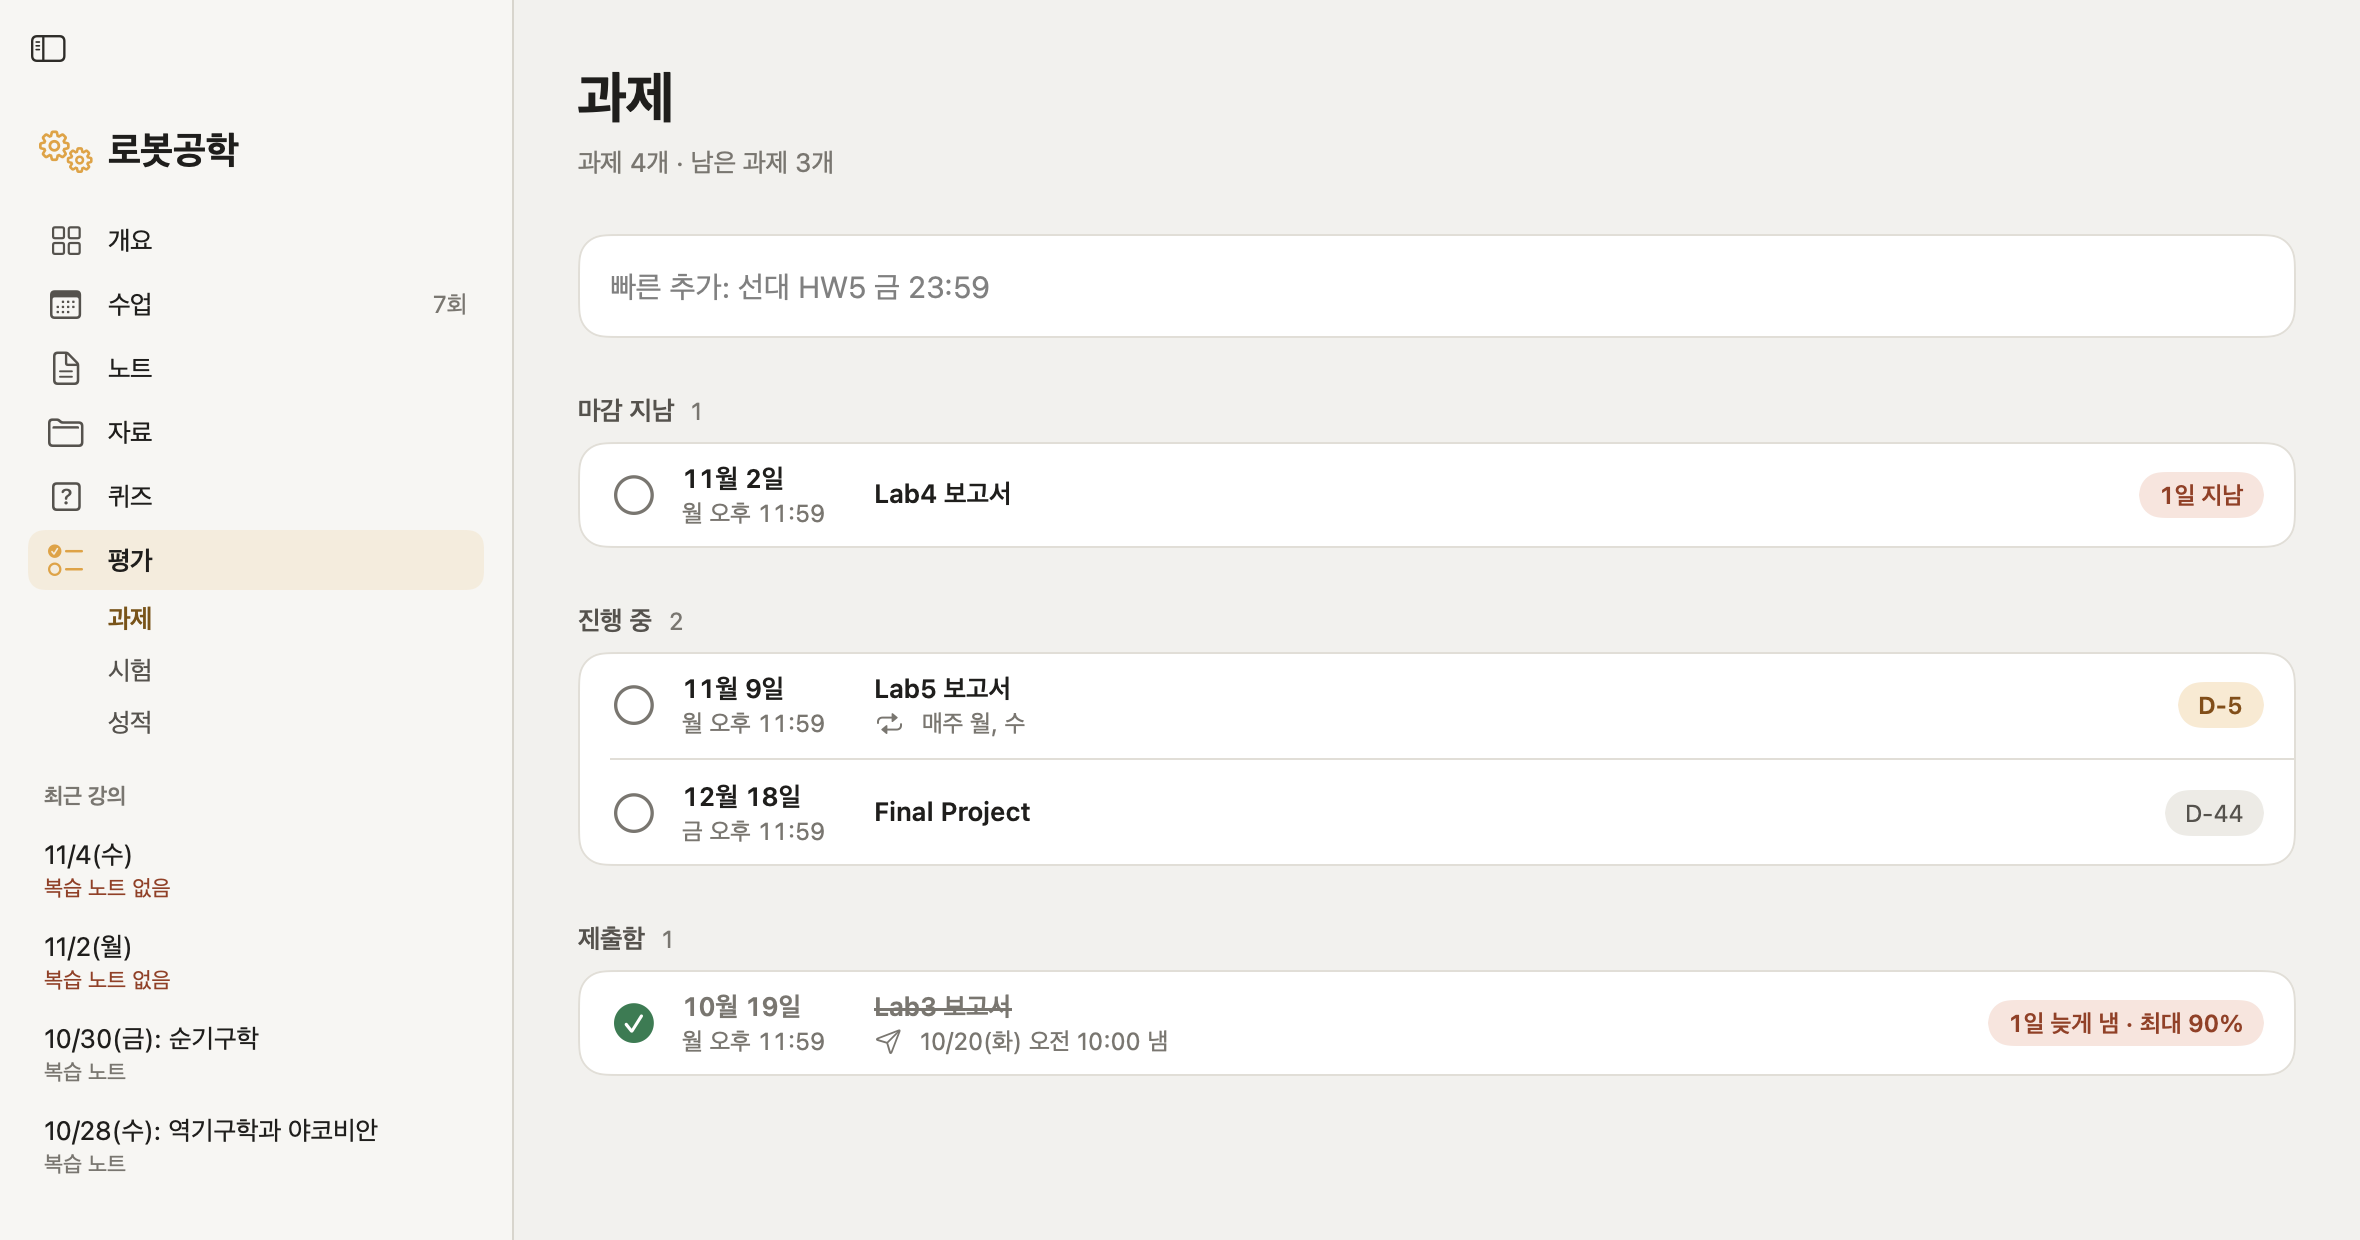 로봇공학
개요
수업 7회
노트
자료
퀴즈
평가
과제
시험
성적
최근 강의
11/4(수)
복습 노트 없음
11/2(월)
복습 노트 없음
10/30(금): 순기구학
복습 노트
10/28(수): 역기구학과 야코비안
복습 노트
과제
과제 4개 · 남은 과제 3개
빠른 추가: 선대 HW5 금 23:59
마감 지남 1
11월 2일
월 오후 11:59
Lab4 보고서
1일 지남
진행 중 2
11월 9일
월 오후 11:59
Lab5 보고서
매주 월, 수
D-5
12월 18일
금 오후 11:59
Final Project
D-44
제출함 1
10월 19일
월 오후 11:59
Lab3 보고서
10/20(화) 오전 10:00 냄
1일 늦게 냄 · 최대 90%